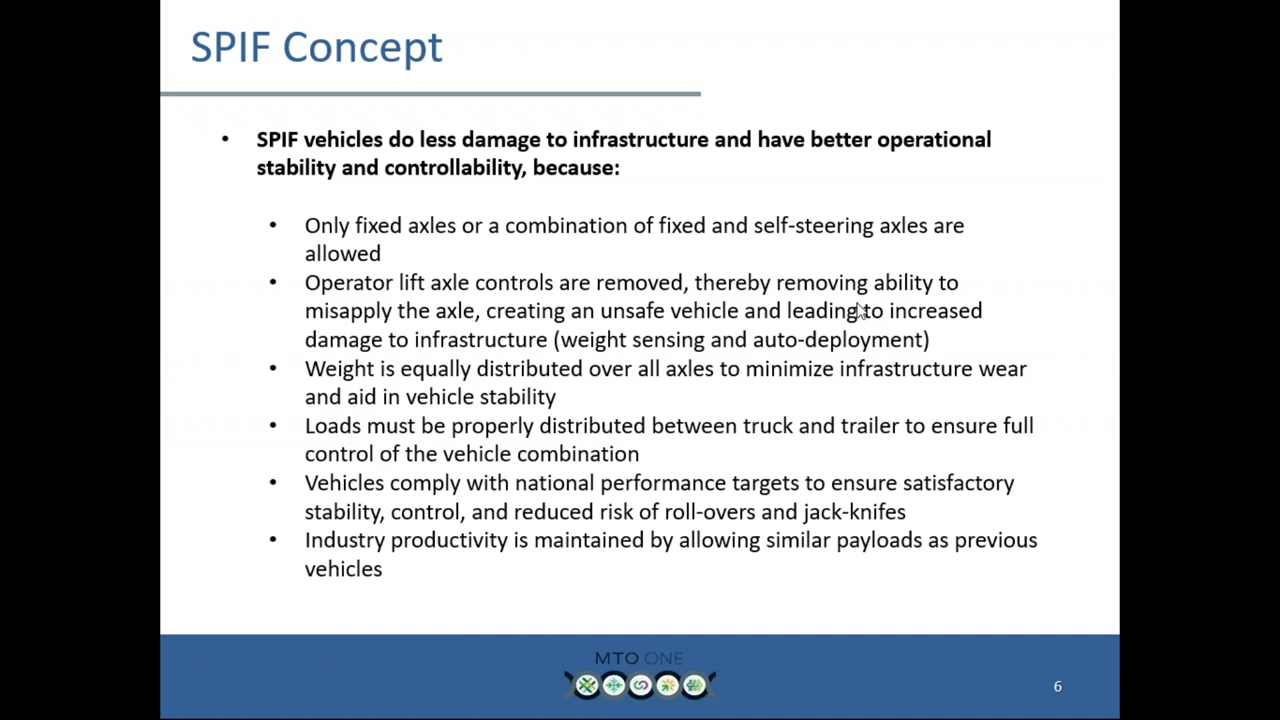 SPIF Concept
• SPIF vehicles do less damage to infrastructure and have better operational
stability and controllability, because:
• Only fixed axles or a combination of fixed and self-steering axles are
allowed
• Operator lift axle controls are removed, thereby removing ability to
misapply the axle, creating an unsafe vehicle and leading to increased
damage to infrastructure (weight sensing and auto-deployment)
• Weight is equally distributed over all axles to minimize infrastructure wear
and aid in vehicle stability
• Loads must be properly distributed between truck and trailer to ensure full
control of the vehicle combination
• Vehicles comply with national performance targets to ensure satisfactory
stability, control, and reduced risk of roll-overs and jack-knifes
• Industry productivity is maintained by allowing similar payloads as previous
vehicles
MTO ONE
6